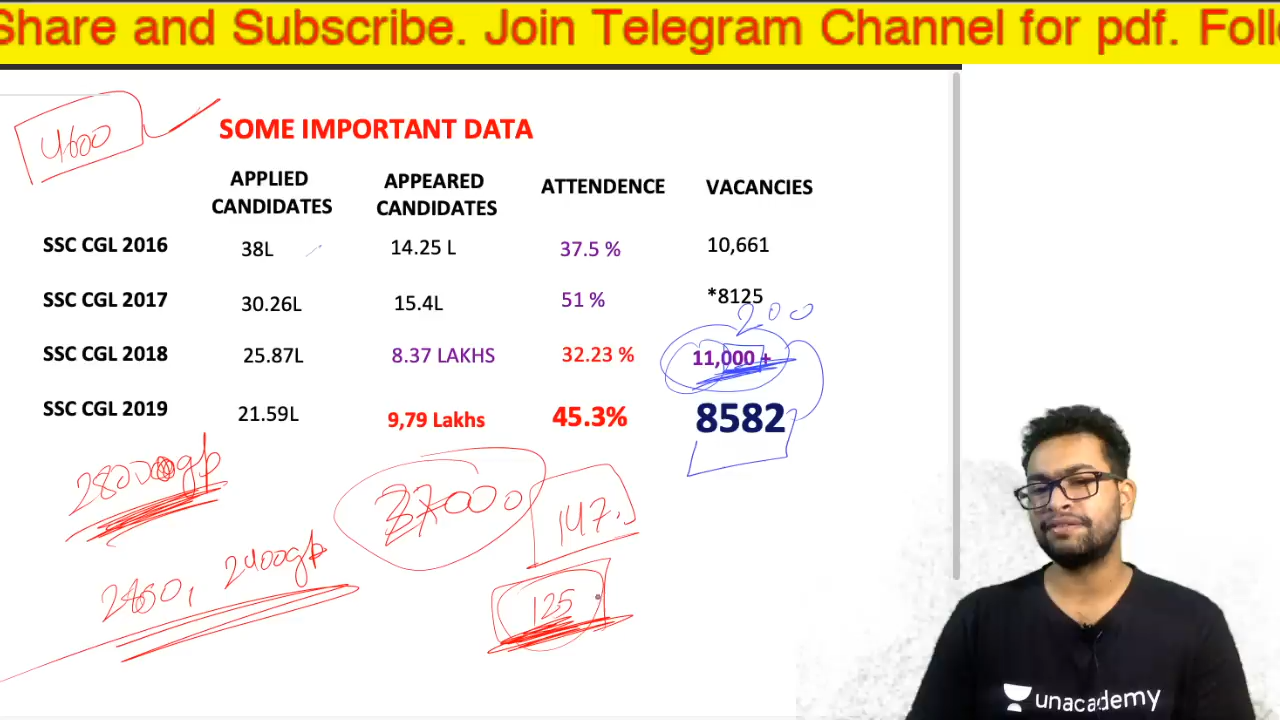 Share and Subscribe. Join Telegram Channel for pdf. Foll
4600
SOME IMPORTANT DATA
APPLIED CANDIDATES APPEARED CANDIDATES ATTENDENCE VACANCIES
SSC CGL 2016 38L 14.25 L 37.5 % 10,661
SSC CGL 2017 30.26L 15.4L 51 % *8125
200
SSC CGL 2018 25.87L 8.37 LAKHS 32.23 % 11,000 +
SSC CGL 2019 21.59L 9,79 Lakhs 45.3% 8582
37000
147.
2400gp
125
unacademy